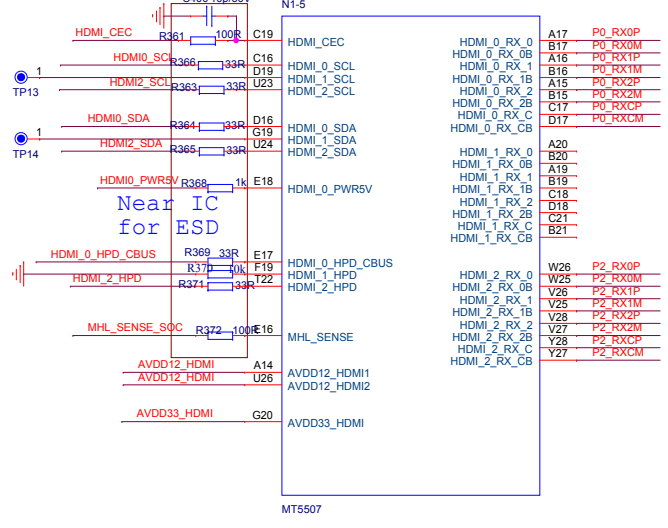 N1-5
HDMI_CEC R361 100R C19 HDMI_CEC HDMI_0_RX_0 A17 P0_RX0P
HDMI_0_RX_0B B17 P0_RX0M
HDMI0_SCL R366 33R C16 HDMI_0_SCL HDMI_0_RX_1 A16 P0_RX1P
TP13 1 D19 HDMI_1_SCL HDMI_0_RX_1B B16 P0_RX1M
HDMI2_SCL R363 33R U23 HDMI_2_SCL HDMI_0_RX_2 A15 P0_RX2P
HDMI_0_RX_2B B15 P0_RX2M
HDMI_0_RX_C C17 P0_RXCP
HDMI0_SDA R364 33R D16 HDMI_0_SDA HDMI_0_RX_CB D17 P0_RXCM
TP14 1 G19 HDMI_1_SDA
HDMI2_SDA R365 33R U24 HDMI_2_SDA HDMI_1_RX_0 A20
HDMI_1_RX_0B B20
HDMI_1_RX_1 A19
HDMI0_PWR5V R368 1k E18 HDMI_0_PWR5V HDMI_1_RX_1B B19
HDMI_1_RX_2 C18
Near IC
HDMI_1_RX_2B D18
HDMI_1_RX_C C21
for ESD
HDMI_1_RX_CB B21
HDMI_0_HPD_CBUS R369 33R E17 HDMI_0_HPD_CBUS
R370 F19 HDMI_1_HPD HDMI_2_RX_0 W26 P2_RX0P
HDMI_2_HPD R371 33R T22 HDMI_2_HPD HDMI_2_RX_0B W25 P2_RX0M
HDMI_2_RX_1 V26 P2_RX1P
HDMI_2_RX_1B V25 P2_RX1M
HDMI_2_RX_2 V28 P2_RX2P
MHL_SENSE_SOC R372 100R E16 MHL_SENSE HDMI_2_RX_2B V27 P2_RX2M
HDMI_2_RX_C Y28 P2_RXCP
HDMI_2_RX_CB Y27 P2_RXCM
AVDD12_HDMI A14 AVDD12_HDMI1
AVDD12_HDMI U26 AVDD12_HDMI2
AVDD33_HDMI G20 AVDD33_HDMI
MT5507